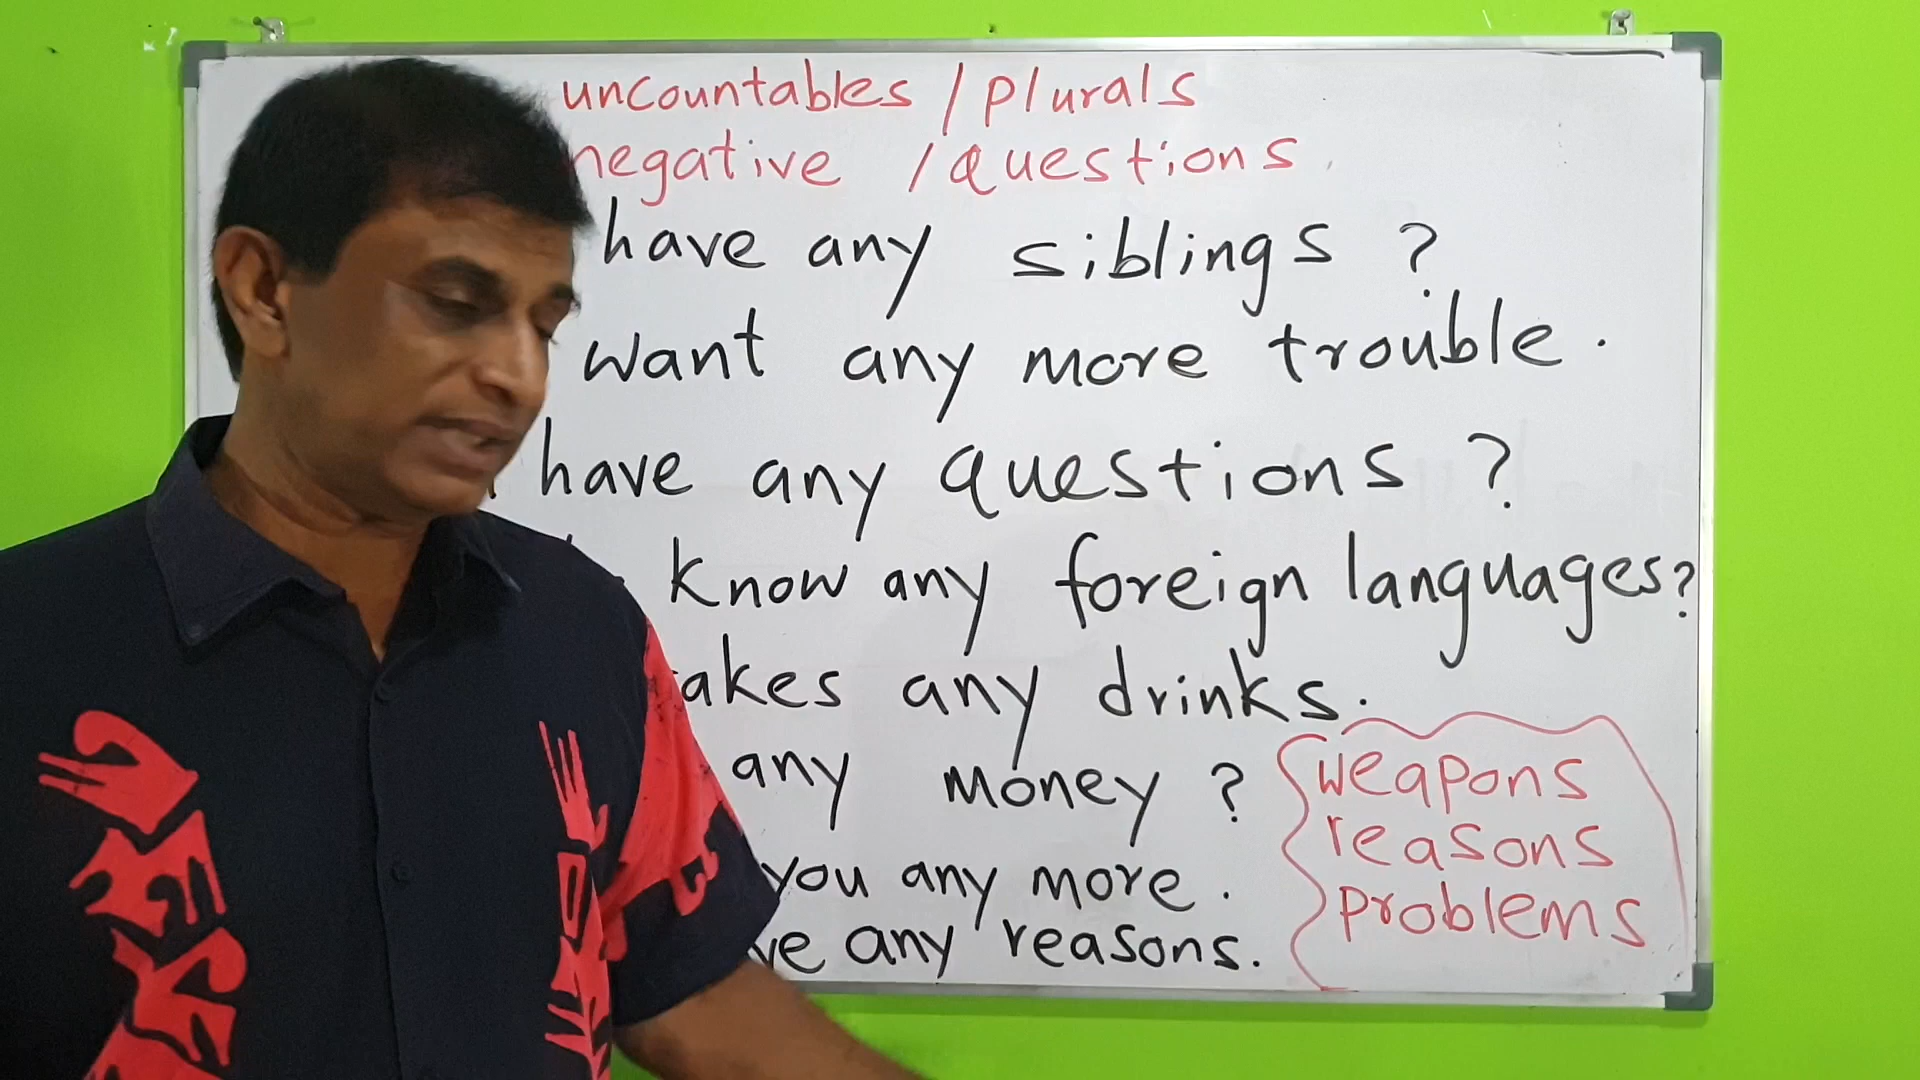 uncountables / plurals
negative / questions
have any siblings ?
want any more trouble.
have any questions ?
know any foreign languages?
akes any drinks.
any money ?
you any more.
ve any reasons.
weapons
reasons
problems